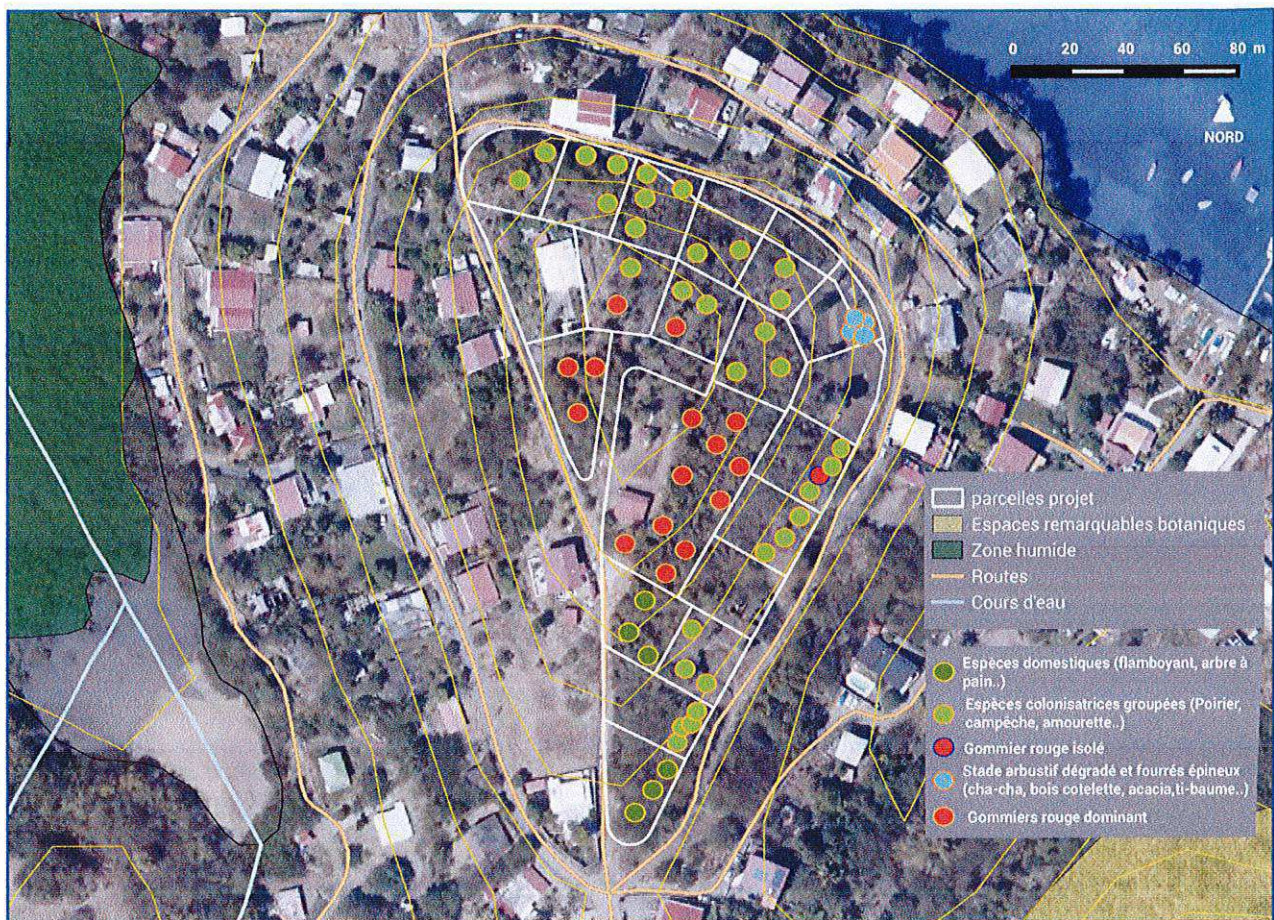 0 20 40 60 80 m
NORD
parcelles projet
Espaces remarquables botaniques
Zone humide
Routes
Cours d'eau
Espèces domestiques (flamboyant, arbre à
pain..)
Espèces colonisatrices groupées (Poirier,
campêche, amourette..)
Gommier rouge isolé
Stade arbustif dégradé et fourrés épineux
(cha-cha, bois cotelette, acacia,ti-baume..)
Gommiers rouge dominant